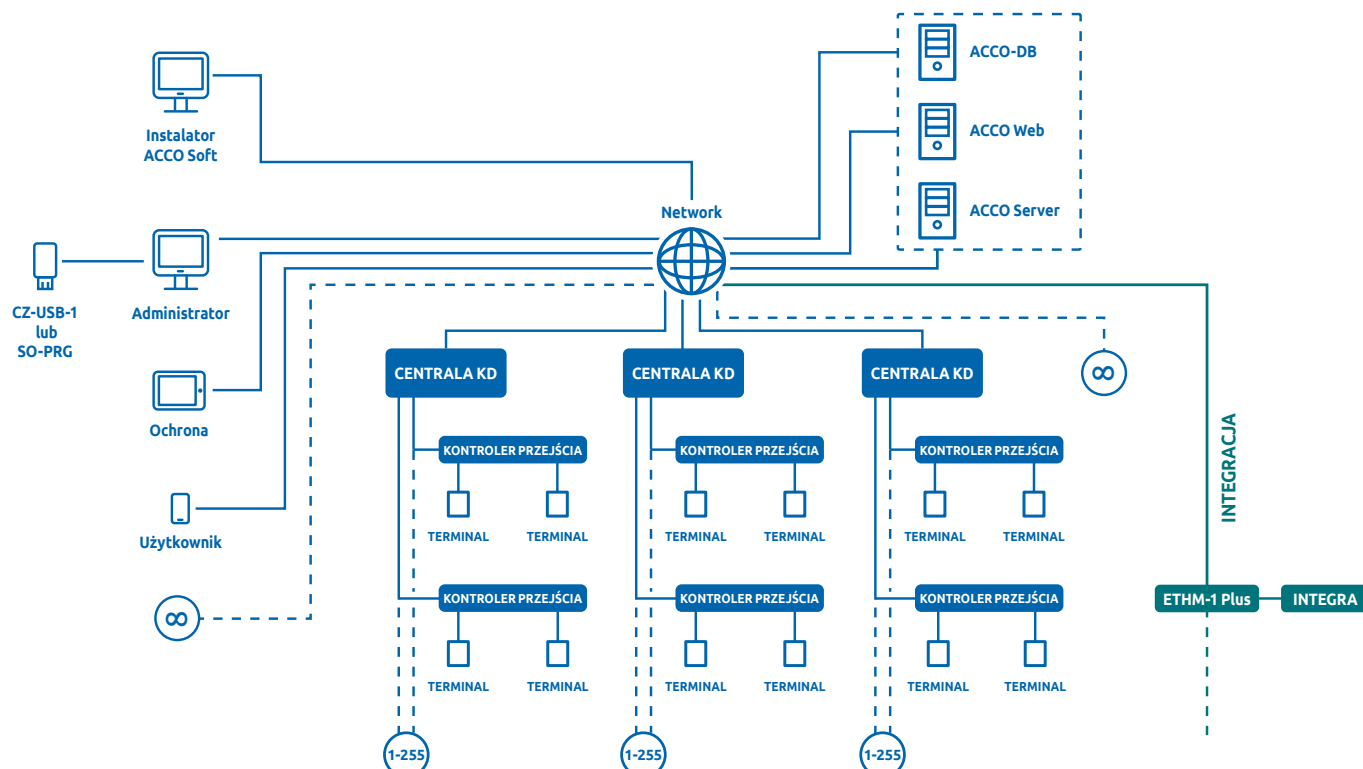 ACCO-DB
Instalator
ACCO Soft
ACCO Web
Network
ACCO Server
CZ-USB-1
lub
SO-PRG
Administrator
CENTRALA KD
CENTRALA KD
CENTRALA KD
∞
Ochrona
KONTROLER PRZEJŚCIA
KONTROLER PRZEJŚCIA
KONTROLER PRZEJŚCIA
INTEGRACJA
TERMINAL
TERMINAL
TERMINAL
TERMINAL
TERMINAL
TERMINAL
Użytkownik
∞
KONTROLER PRZEJŚCIA
KONTROLER PRZEJŚCIA
KONTROLER PRZEJŚCIA
ETHM-1 Plus
INTEGRA
TERMINAL
TERMINAL
TERMINAL
TERMINAL
TERMINAL
TERMINAL
1-255
1-255
1-255